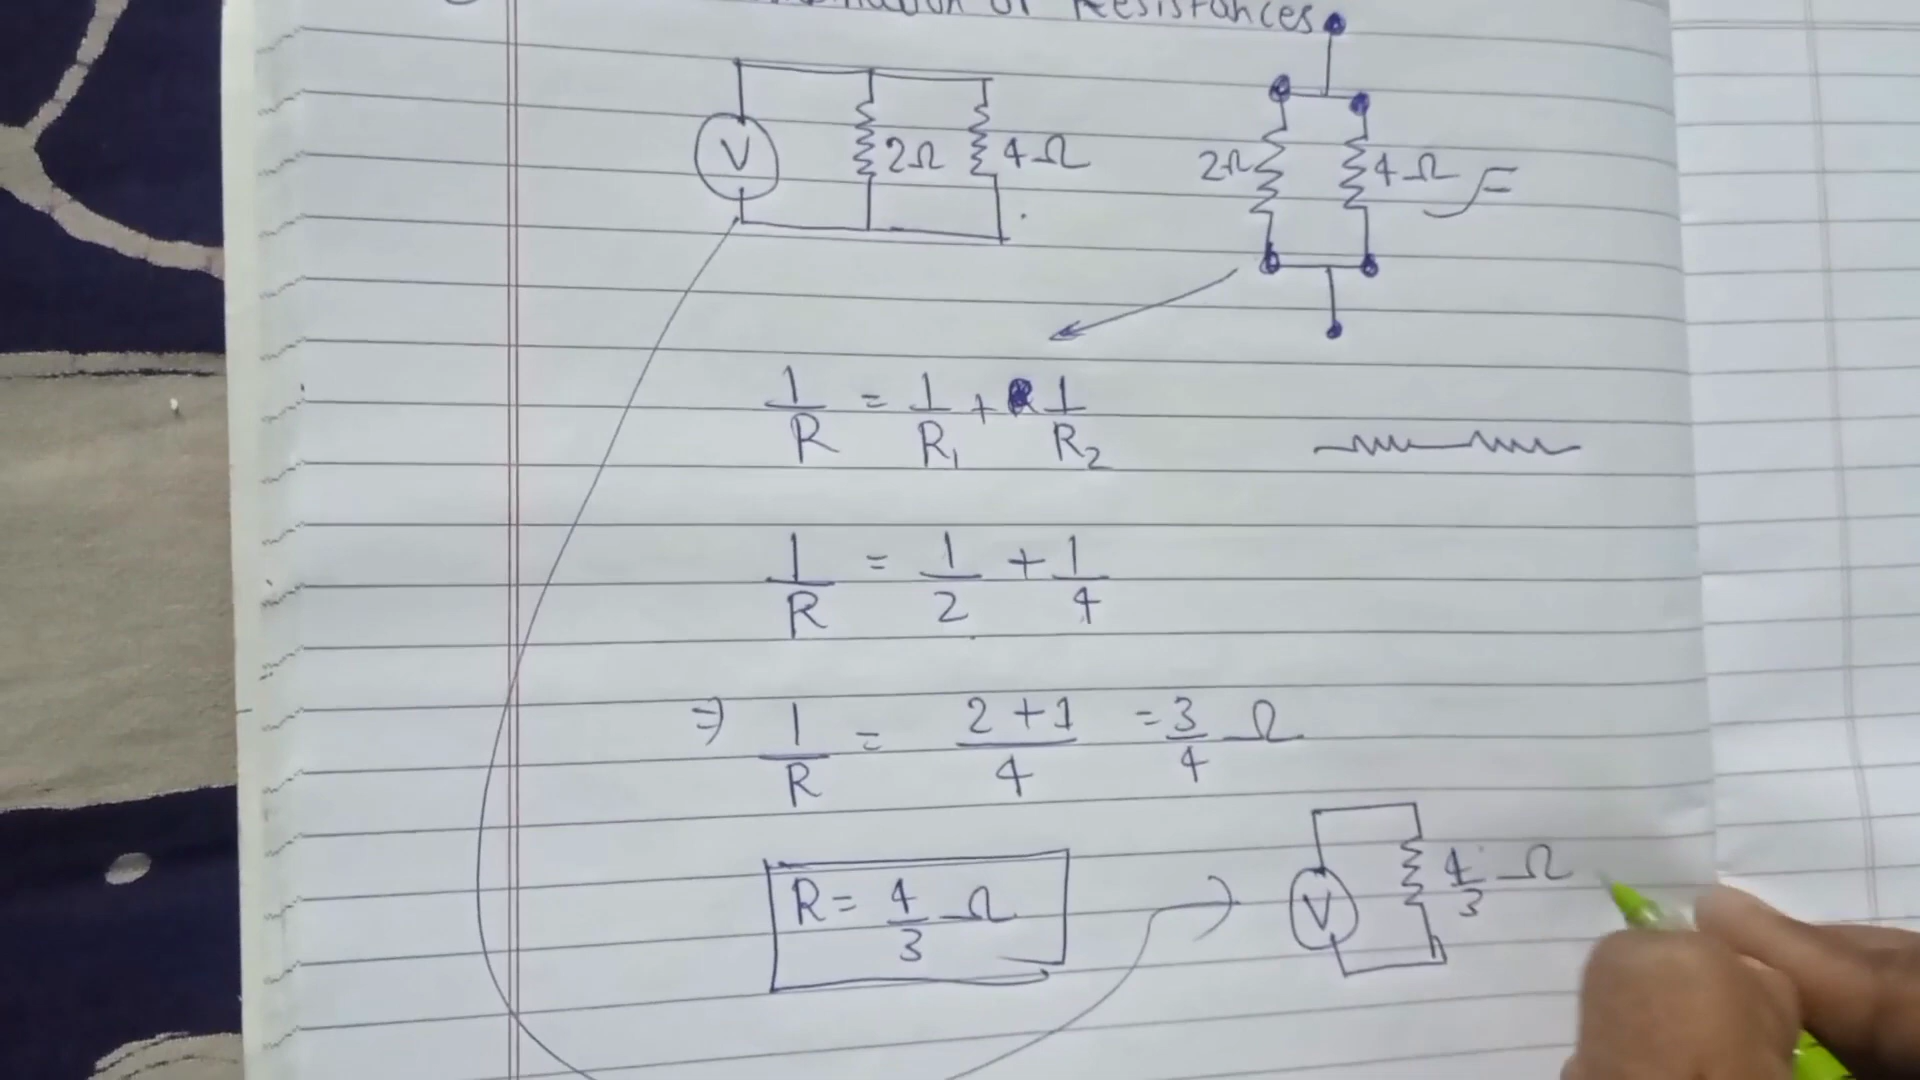 of Resistances
V 2Ω 4Ω
2Ω 4Ω
1/R = 1/R₁ + 1/R₂
1/R = 1/2 + 1/4
⇒ 1/R = 2+1/4 = 3/4 Ω
R = 4/3 Ω
V 4/3 Ω